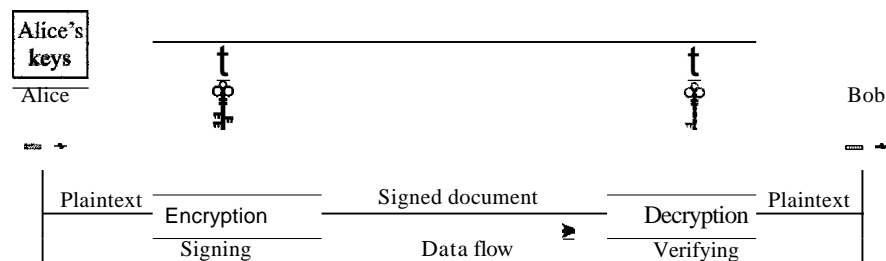 Alice's
keys
t t
Alice Bob
Plaintext Encryption Signed document Decryption Plaintext
Signing Data flow Verifying